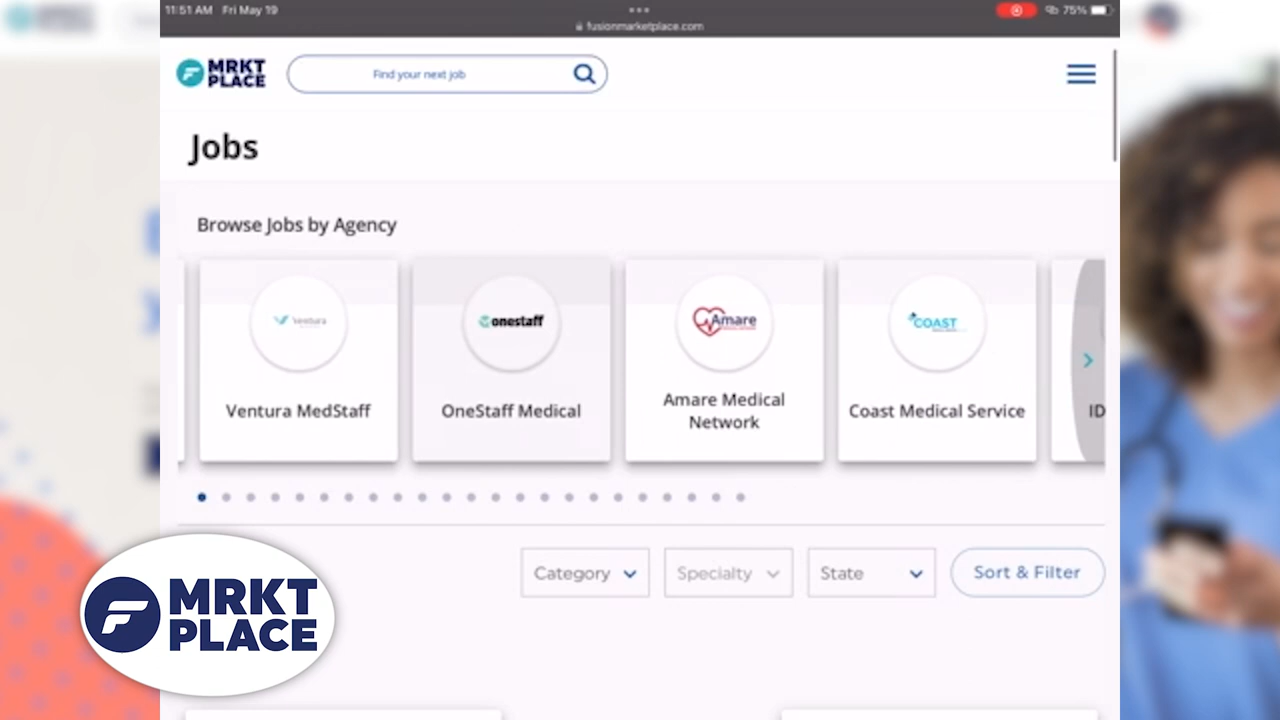 11:51 AM Fri May 19
75%
fusionmarketplace.com
MRKT
PLACE
Find your next job
Jobs
Browse Jobs by Agency
Ventura
onestaff
Amare
COAST
Ventura MedStaff
OneStaff Medical
Amare Medical
Network
Coast Medical Service
ID
Category
Specialty
State
Sort & Filter
MRKT
PLACE